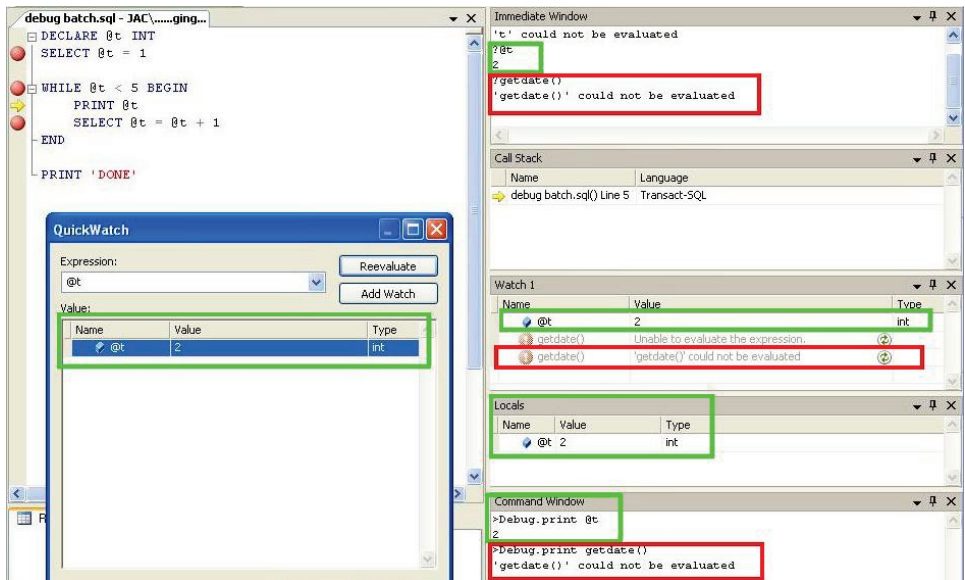 debug batch.sql - JAC\......ging...
DECLARE @t INT
SELECT @t = 1
WHILE @t < 5 BEGIN
PRINT @t
SELECT @t = @t + 1
END
PRINT 'DONE'
QuickWatch
Expression:
@t
Reevaluate
Add Watch
Value:
Name Value Type
@t 2 int
R
Immediate Window
't' could not be evaluated
?@t
2
?getdate()
'getdate()' could not be evaluated
Call Stack
Name Language
debug batch.sql() Line 5 Transact-SQL
Watch 1
Name Value Type
@t 2 int
getdate() Unable to evaluate the expression.
getdate() 'getdate()' could not be evaluated
Locals
Name Value Type
@t 2 int
Command Window
>Debug.print @t
2
>Debug.print getdate()
'getdate()' could not be evaluated